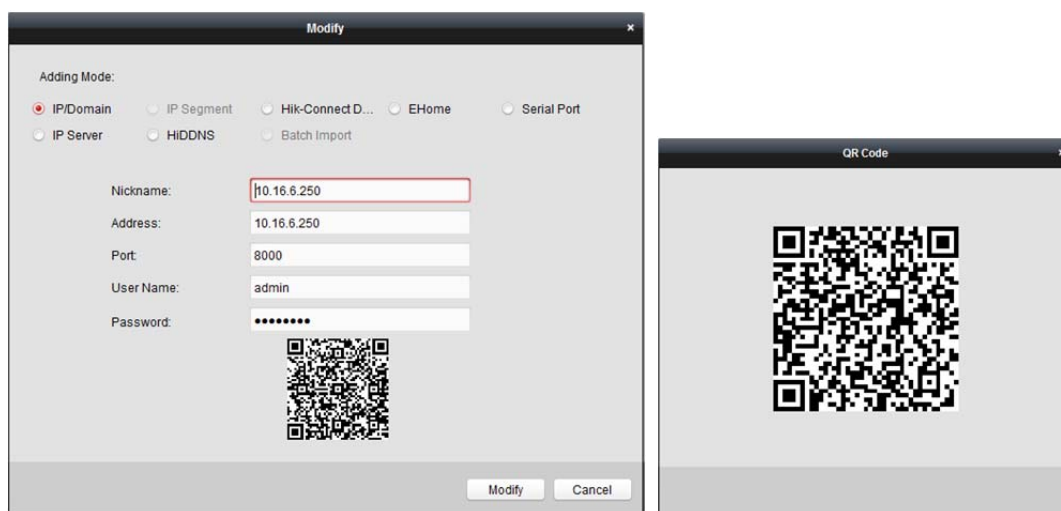 Modify
Adding Mode:
IP/Domain IP Segment Hik-Connect D... EHome Serial Port
IP Server HiDDNS Batch Import
Nickname: 10.16.6.250
Address: 10.16.6.250
Port: 8000
User Name: admin
Password: ●●●●●●●●
Modify Cancel
QR Code